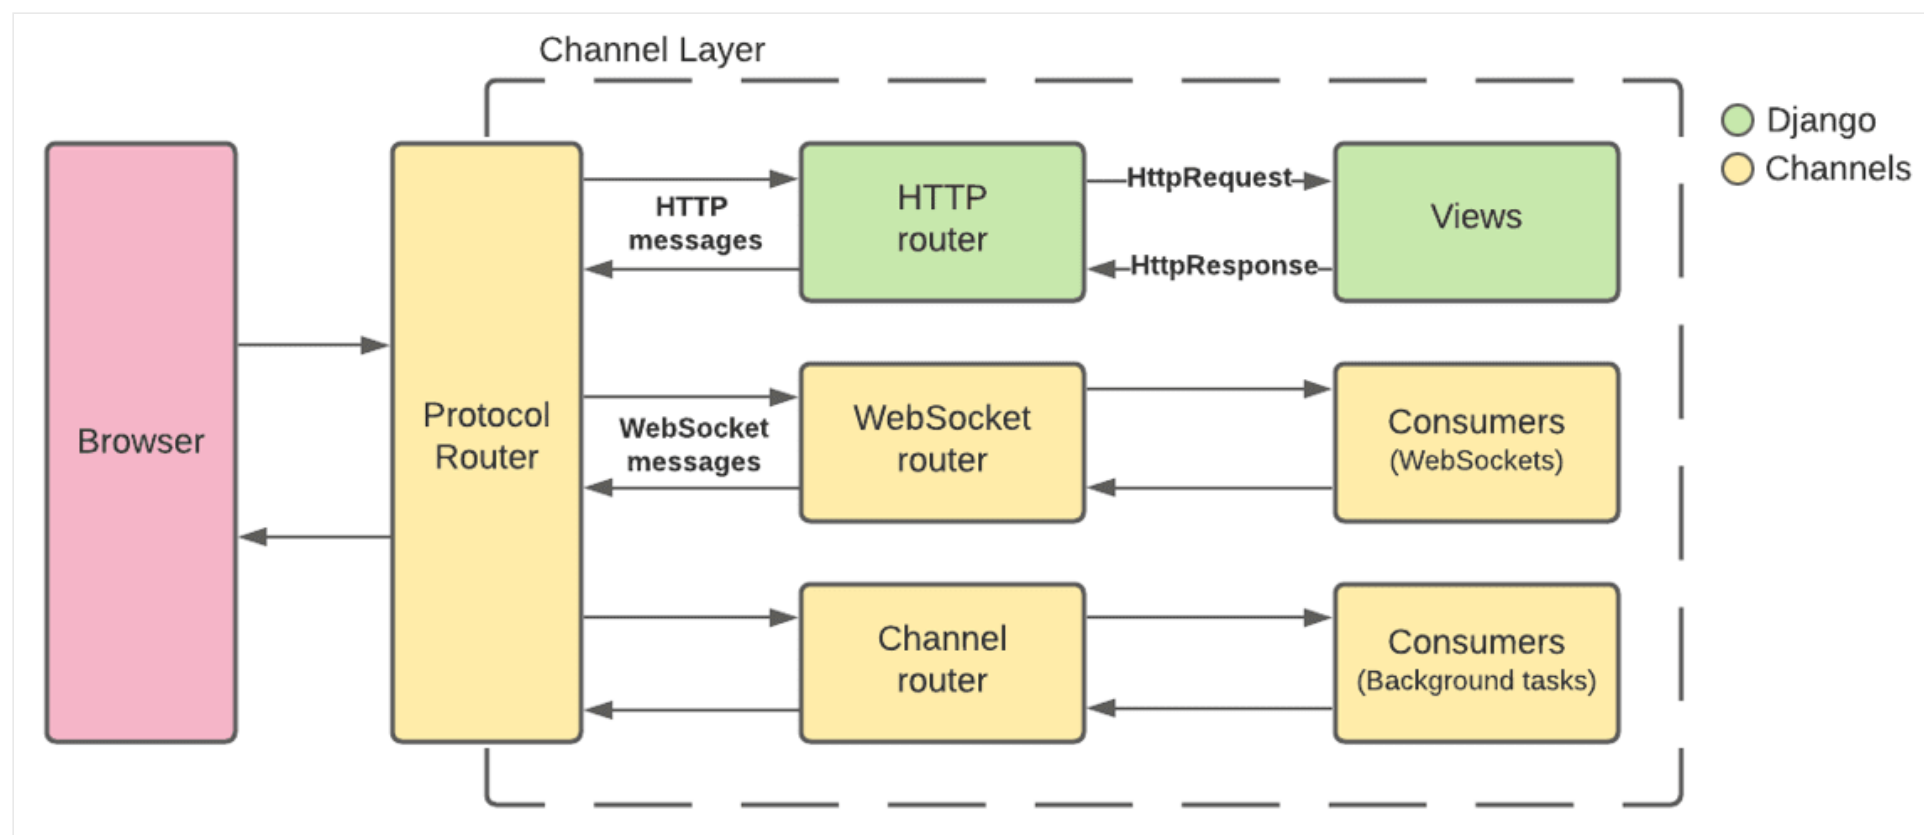 Channel Layer
Django
Channels
Browser
Protocol
Router
HTTP
messages
HTTP
router
HttpRequest
HttpResponse
Views
WebSocket
messages
WebSocket
router
Consumers
(WebSockets)
Channel
router
Consumers
(Background tasks)